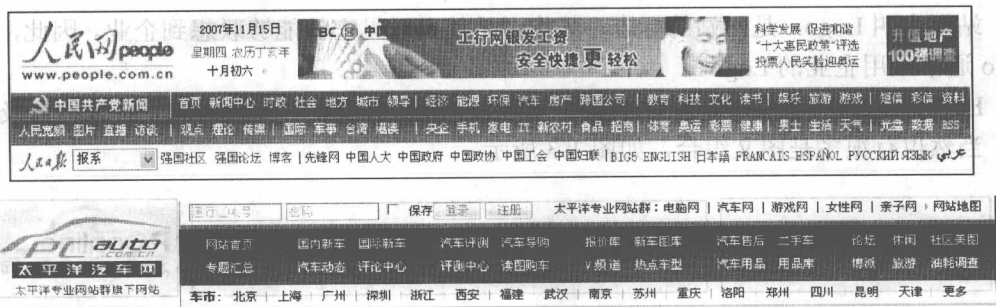 人民网 people
www.people.com.cn
2007年11月15日
星期四 农历丁亥年
十月初六
工行网银发工资
安全快捷更轻松
科学发展 促进和谐
“十大惠民政策”评选
投票人民笑脸迎奥运
升值地产
100强调查
中国共产党新闻 首页 新闻中心 时政 社会 地方 城市 领导 | 经济 能源 环保 汽车 房产 跨国公司 | 教育 科技 文化 读书 | 娱乐 旅游 游戏 | 短信 彩信 资料
人民宽频 图片 直播 访谈 | 观点 理论 传媒 | 国际 军事 台湾 | 央企 手机 家电 IT 新农村 食品 招商 | 体育 奥运 彩票 健康 | 男士 生活 天气 | 光盘 数据 RSS
人民日报 报系 强国社区 强国论坛 博客 | 先锋网 中国人大 中国政府 中国政协 中国工会 中国妇联 | BIG5 ENGLISH 日本語 FRANCAIS ESPAÑOL РУССКИЙ ЯЗЫК عربي
PCauto
.COM.CN
太平洋汽车网
太平洋专业网站群旗下网站
密码 保存 登录 注册 太平洋专业网站群：电脑网 | 汽车网 | 游戏网 | 女性网 | 亲子网 网站地图
网站首页 国内新车 国际新车 汽车评测 汽车导购 报价库 新车图库 汽车售后 二手车 论坛 休闲 社区美图
专题汇总 汽车动态 评论中心 评测中心 读图购车 V频道 热点车型 汽车用品 用品库 博派 旅游 油耗调查
车市： 北京 上海 广州 深圳 浙江 西安 福建 武汉 南京 苏州 重庆 洛阳 郑州 四川 昆明 天津 更多